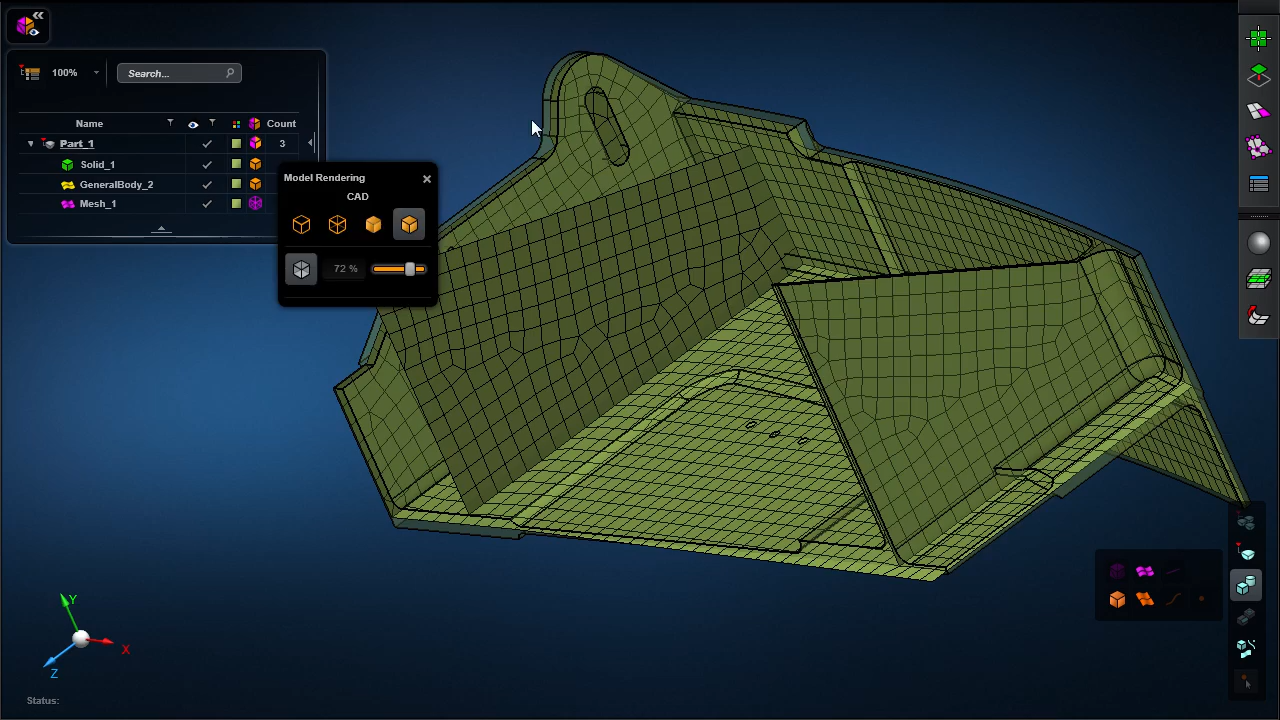 100%
Search...
Name
Count
Part_1
3
Solid_1
GeneralBody_2
Mesh_1
Model Rendering
CAD
72 %
Y
X
Z
Status: